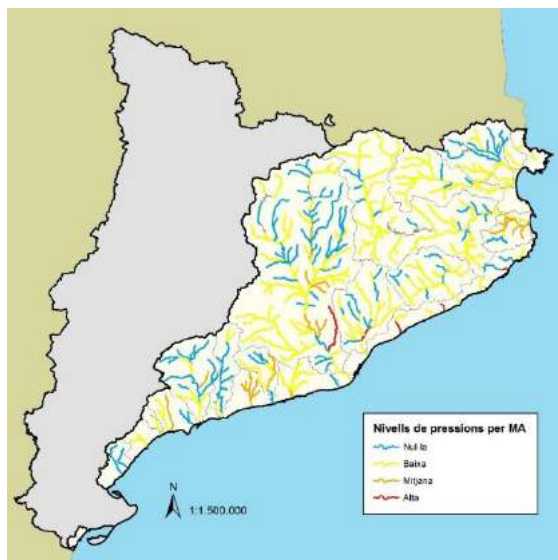 Nivells de pressions per MA
Nul·la
Baixa
Mitjana
Alta
N
1:1.500.000